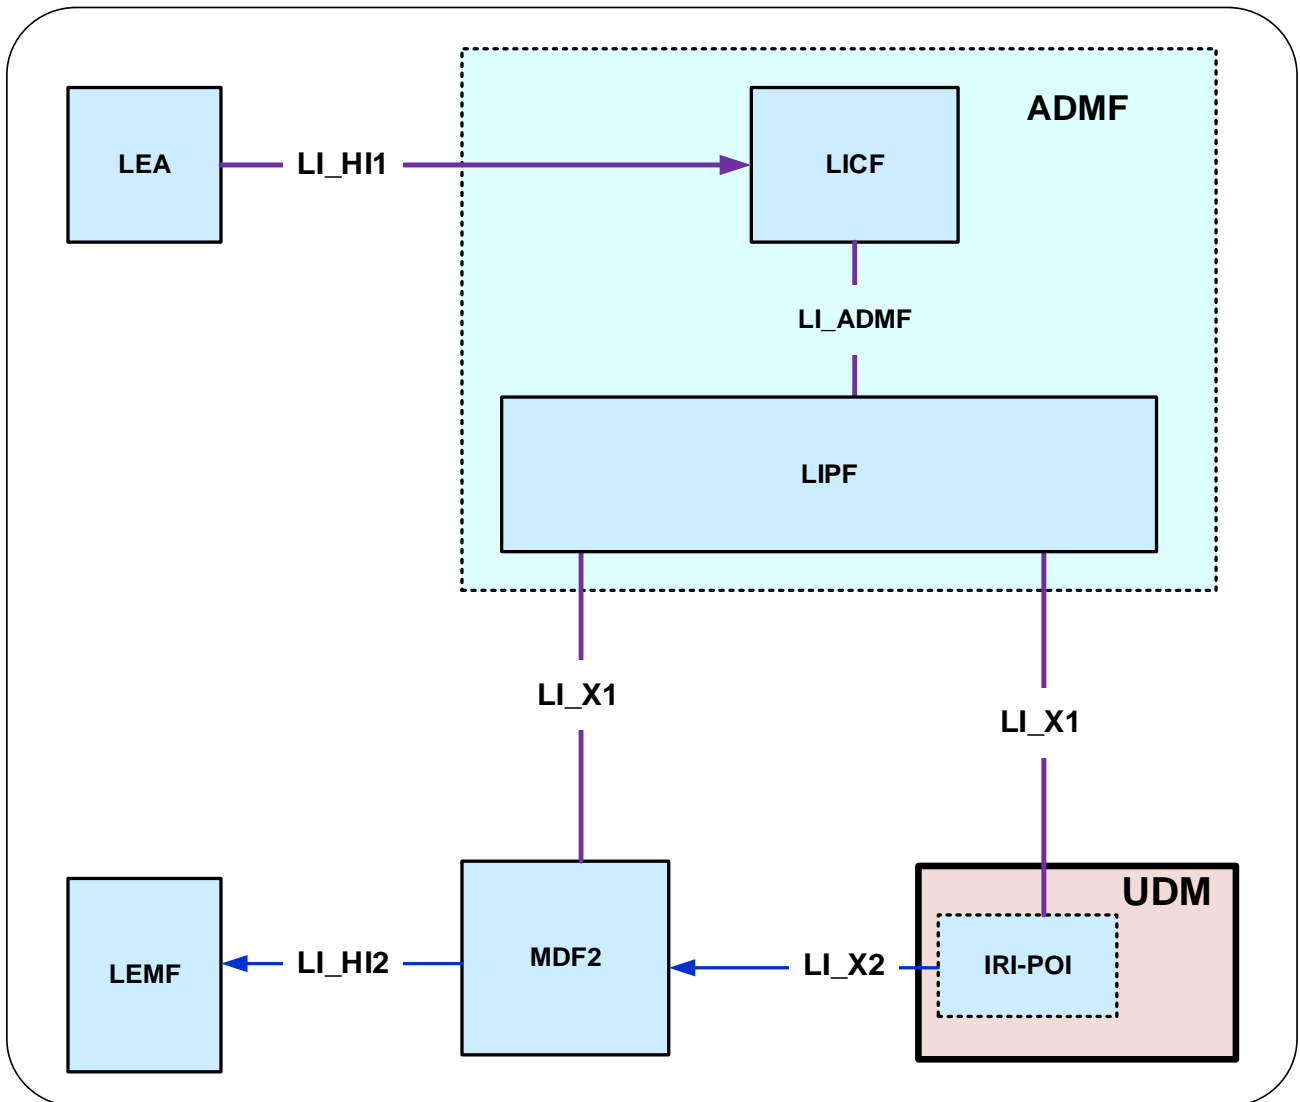 ADMF
LEA
LI_HI1
LICF
LI_ADMF
LIPF
LI_X1
LI_X1
UDM
LEMF
LI_HI2
MDF2
LI_X2
IRI-POI